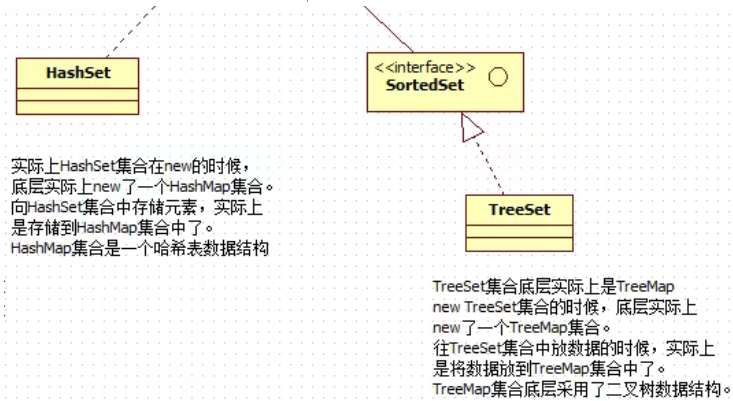 HashSet
<<interface>>
SortedSet
实际上HashSet集合在new的时候，
底层实际上new了一个HashMap集合。
向HashSet集合中存储元素，实际上
是存储到HashMap集合中了。
HashMap集合是一个哈希表数据结构
TreeSet
TreeSet集合底层实际上是TreeMap
new TreeSet集合的时候，底层实际上
new了一个TreeMap集合。
往TreeSet集合中放数据的时候，实际上
是将数据放到TreeMap集合中了。
TreeMap集合底层采用了二叉树数据结构。